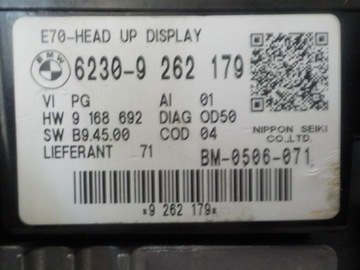 E70-HEAD UP DISPLAY
BMW 6230-9 262 179
VI PG AI 01
HW 9 168 692 DIAG OD50
SW B9.45.00 COD 04
NIPPON SEIKI
CO.,LTD.
LIEFERANT 71 BM-0506-071
*9 262 179*